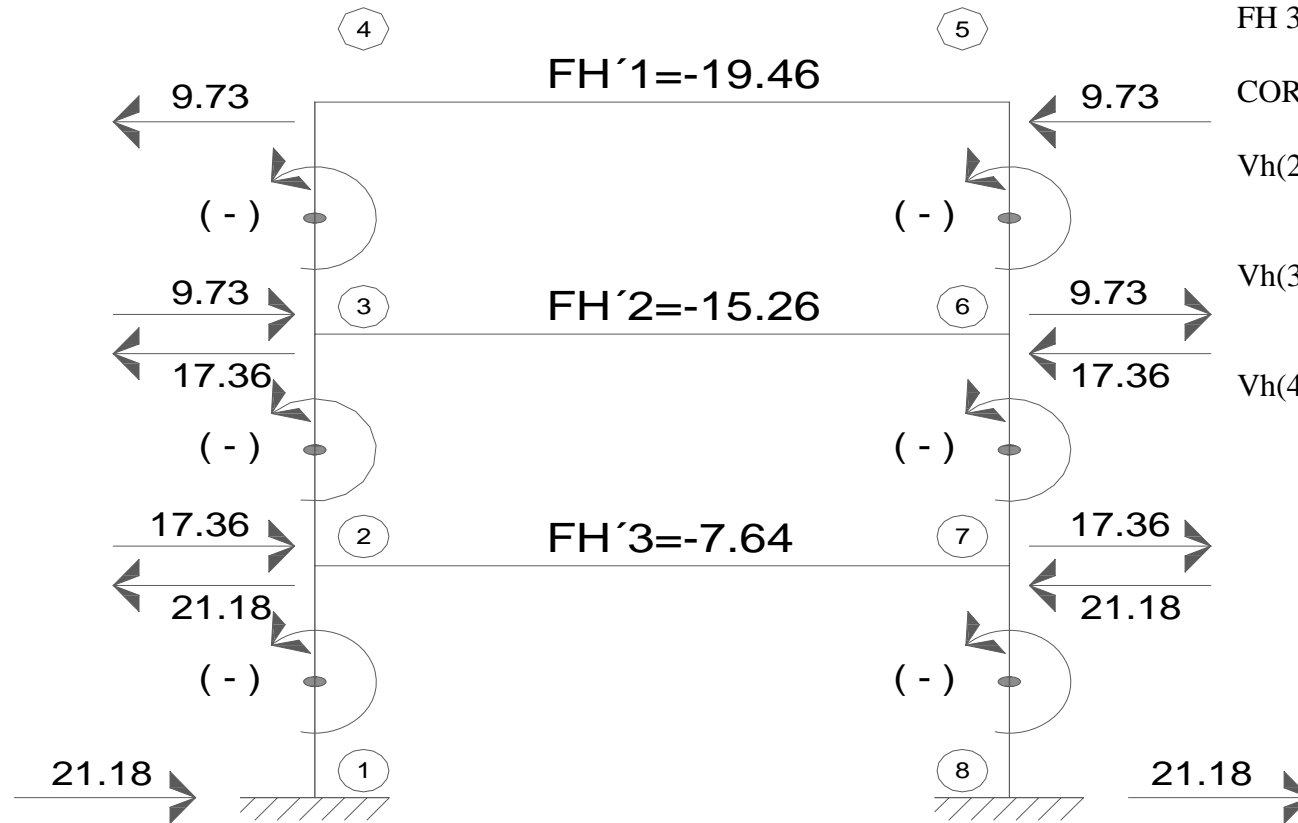 4 5 FH 3
FH´1=-19.46
9.73 9.73 COR
( - ) ( - ) Vh(2
9.73 3 FH´2=-15.26 6 9.73 Vh(3
17.36 17.36 Vh(4
( - ) ( - )
17.36 2 FH´3=-7.64 7 17.36
21.18 21.18
( - ) ( - )
21.18 1 8 21.18